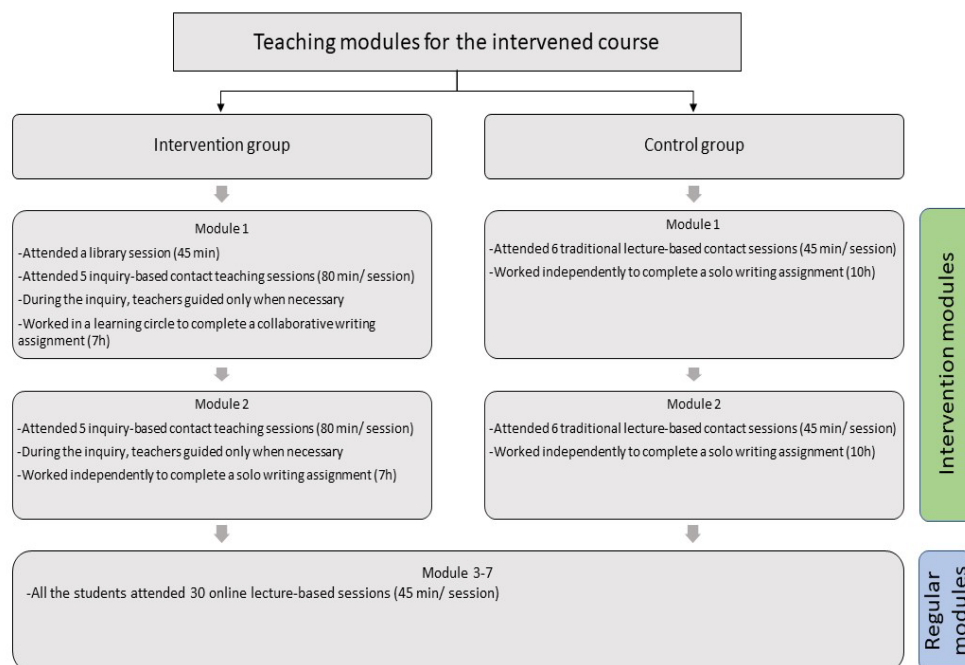 Teaching modules for the intervened course
Intervention group
Control group
Module 1
-Attended a library session (45 min)
-Attended 5 inquiry-based contact teaching sessions (80 min/ session)
-During the inquiry, teachers guided only when necessary
-Worked in a learning circle to complete a collaborative writing
assignment (7h)
Module 1
-Attended 6 traditional lecture-based contact sessions (45 min/ session)
-Worked independently to complete a solo writing assignment (10h)
Module 2
-Attended 5 inquiry-based contact teaching sessions (80 min/ session)
-During the inquiry, teachers guided only when necessary
-Worked independently to complete a solo writing assignment (7h)
Module 2
-Attended 6 traditional lecture-based contact sessions (45 min/ session)
-Worked independently to complete a solo writing assignment (10h)
Intervention modules
Module 3-7
-All the students attended 30 online lecture-based sessions (45 min/ session)
Regular
modules